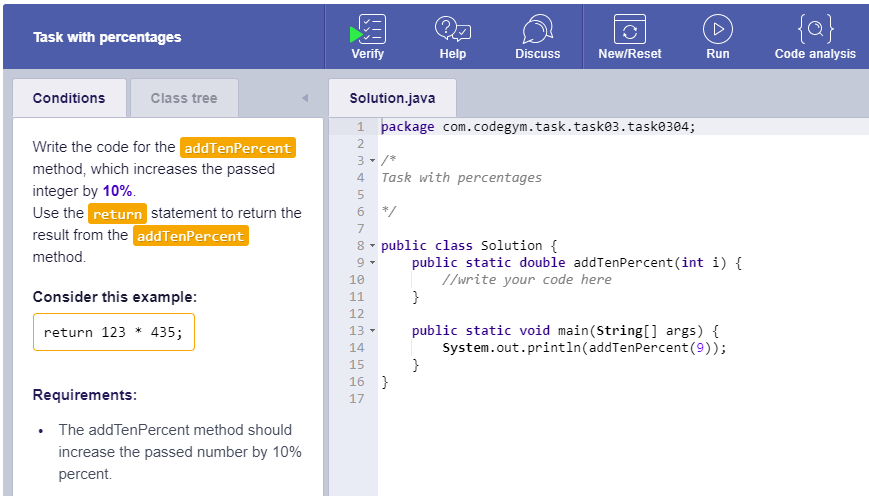 Task with percentages
Verify
Help
Discuss
New/Reset
Run
Code analysis
Conditions
Class tree
Solution.java
Write the code for the addTenPercent
method, which increases the passed
integer by 10%.
Use the return statement to return the
result from the addTenPercent
method.
Consider this example:
return 123 * 435;
Requirements:
• The addTenPercent method should
increase the passed number by 10%
percent.
1 package com.codegym.task.task03.task0304;
2
3 /*
4 Task with percentages
5
6 */
7
8 public class Solution {
9     public static double addTenPercent(int i) {
10         //write your code here
11     }
12
13     public static void main(String[] args) {
14         System.out.println(addTenPercent(9));
15     }
16 }
17